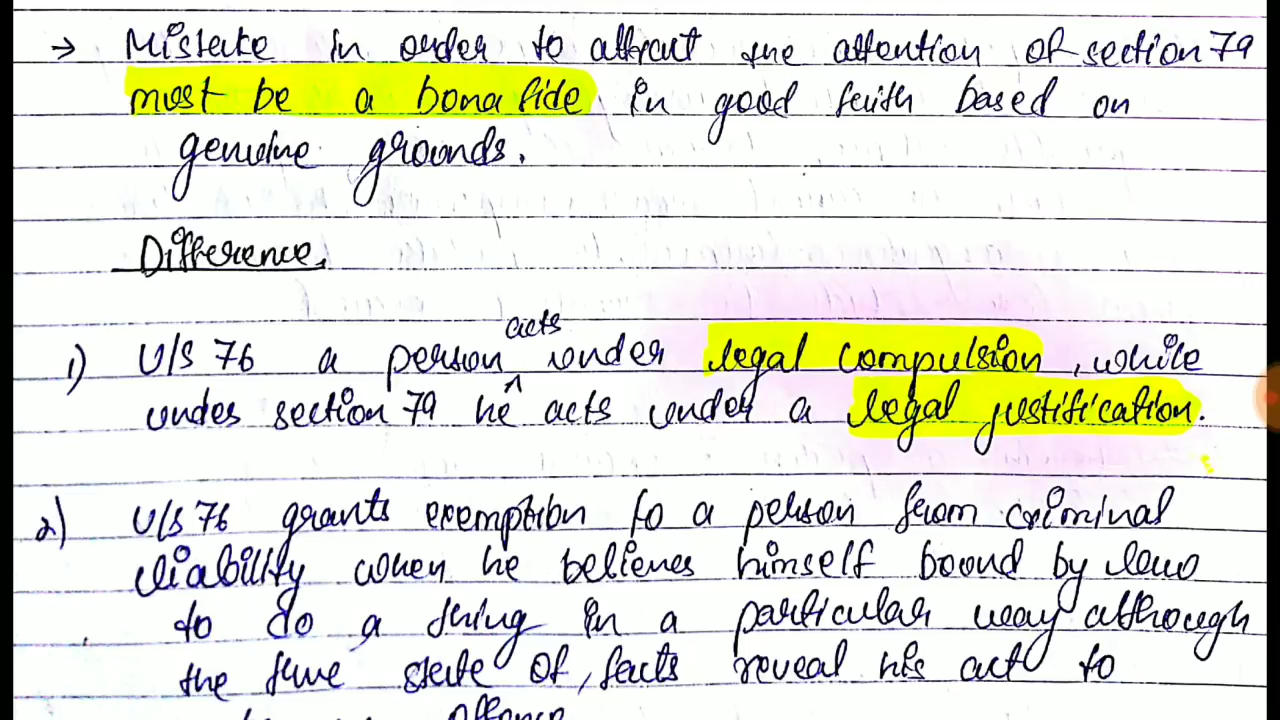 → Mistake in order to attract the attention of section 79
must be a bonafide in good faith based on
genuine grounds.
Difference
1) U/S 76 a person acts under legal compulsion, while
under section 79 he acts under a legal justification.
2) U/S 76 grants exemption to a person from criminal
liability when he believes himself bound by law
to do a thing in a particular way although
the true state of facts reveal his act to
offence